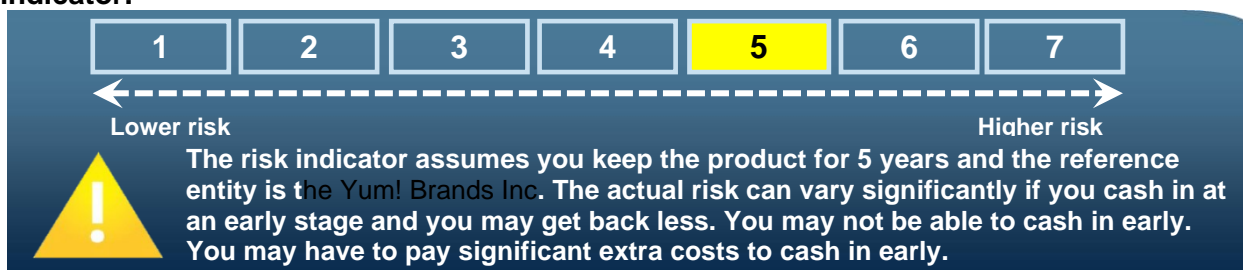 Indicator:
1 2 3 4 5 6 7
Lower risk Higher risk
The risk indicator assumes you keep the product for 5 years and the reference
entity is the Yum! Brands Inc. The actual risk can vary significantly if you cash in at
an early stage and you may get back less. You may not be able to cash in early.
You may have to pay significant extra costs to cash in early.